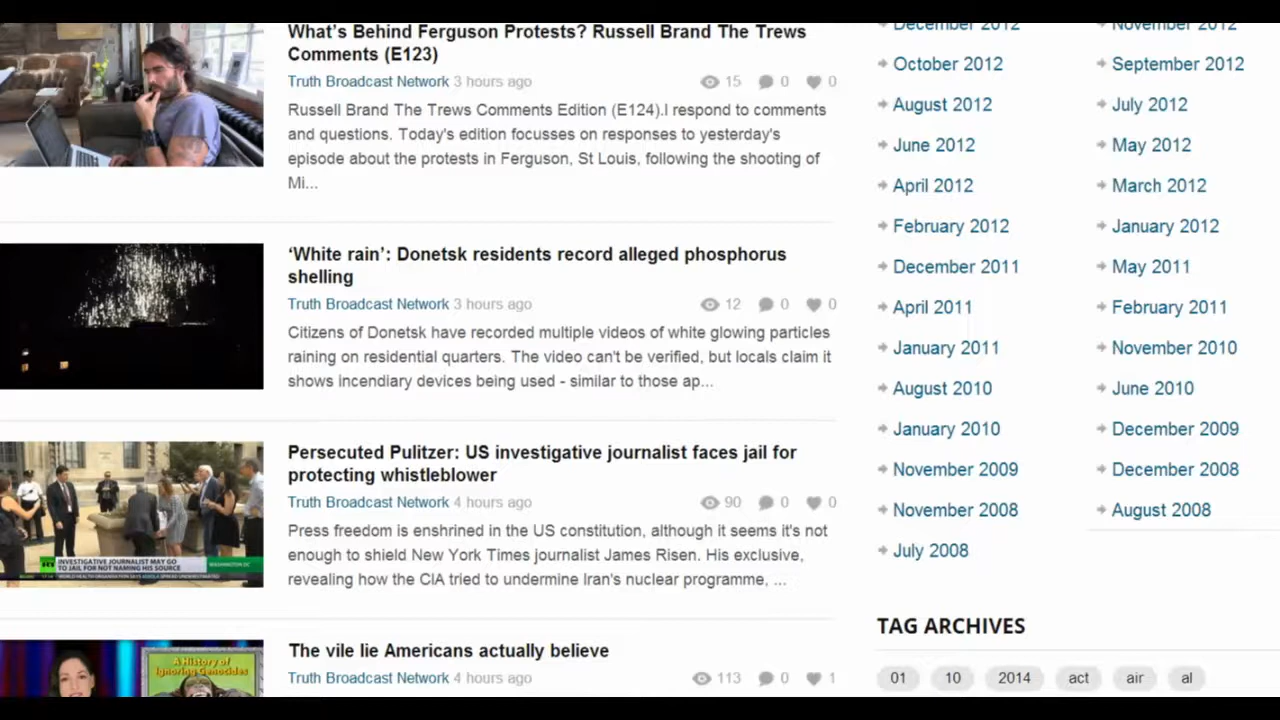 What's Behind Ferguson Protests? Russell Brand The Trews
Comments (E123)
Truth Broadcast Network 3 hours ago 15 0 0
Russell Brand The Trews Comments Edition (E124).I respond to comments
and questions. Today's edition focusses on responses to yesterday's
episode about the protests in Ferguson, St Louis, following the shooting of
Mi...
‘White rain’: Donetsk residents record alleged phosphorus
shelling
Truth Broadcast Network 3 hours ago 12 0 0
Citizens of Donetsk have recorded multiple videos of white glowing particles
raining on residential quarters. The video can't be verified, but locals claim it
shows incendiary devices being used - similar to those ap...
INVESTIGATIVE JOURNALIST MAY GO
TO JAIL FOR NOT NAMING HIS SOURCE
WASHINGTON, DC
Persecuted Pulitzer: US investigative journalist faces jail for
protecting whistleblower
Truth Broadcast Network 4 hours ago 90 0 0
Press freedom is enshrined in the US constitution, although it seems it's not
enough to shield New York Times journalist James Risen. His exclusive,
revealing how the CIA tried to undermine Iran's nuclear programme, ...
A History of
Ignoring Genocides
The vile lie Americans actually believe
Truth Broadcast Network 4 hours ago 113 0 1
December 2012 November 2012
October 2012 September 2012
August 2012 July 2012
June 2012 May 2012
April 2012 March 2012
February 2012 January 2012
December 2011 May 2011
April 2011 February 2011
January 2011 November 2010
August 2010 June 2010
January 2010 December 2009
November 2009 December 2008
November 2008 August 2008
July 2008
TAG ARCHIVES
01 10 2014 act air al